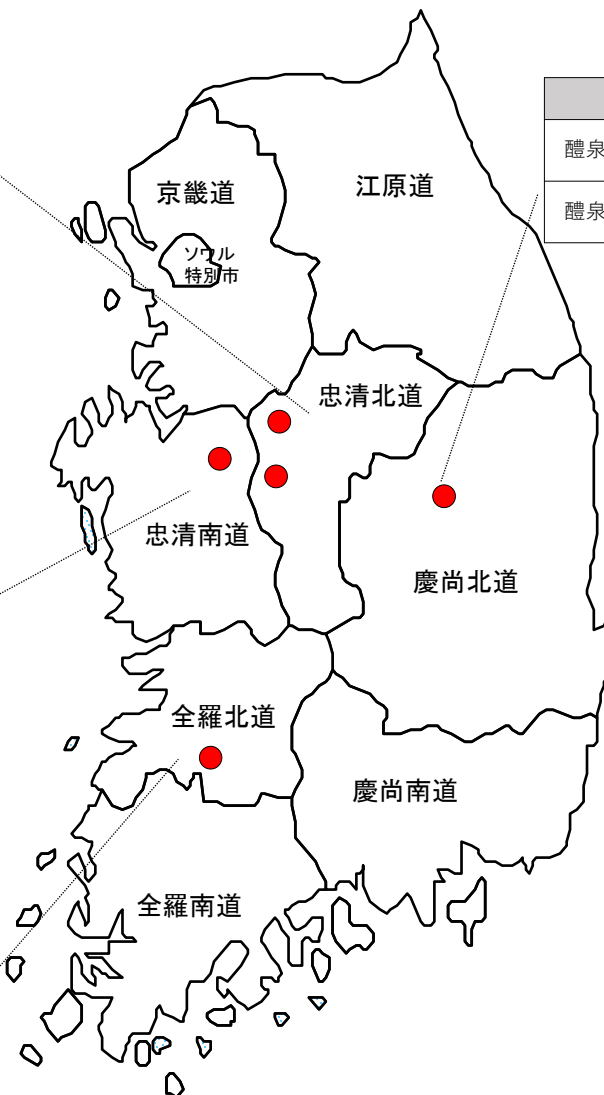 京畿道
江原道
醴泉
醴泉
ソウル
特別市
忠清北道
忠清南道
慶尚北道
全羅北道
慶尚南道
全羅南道